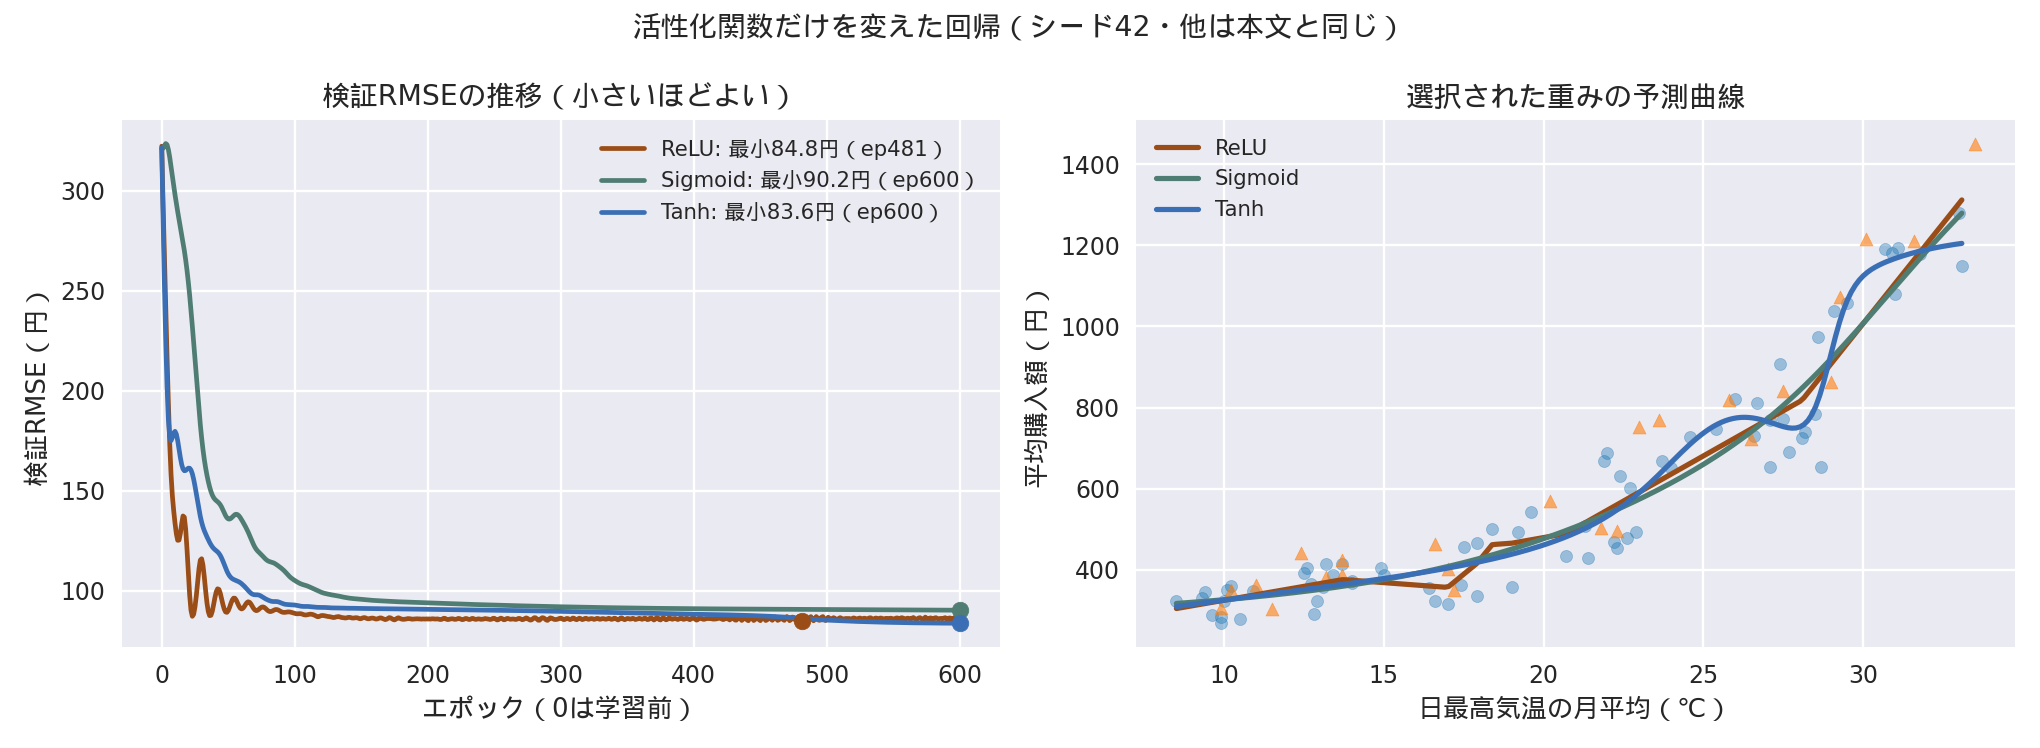 活性化関数だけを変えた回帰（シード42・他は本文と同じ）
検証RMSEの推移（小さいほどよい）
検証RMSE（円）
300
250
200
150
100
ReLU: 最小84.8円（ep481）
Sigmoid: 最小90.2円（ep600）
Tanh: 最小83.6円（ep600）
0 100 200 300 400 500 600
エポック（0は学習前）
選択された重みの予測曲線
平均購入額（円）
1400
1200
1000
800
600
400
ReLU
Sigmoid
Tanh
10 15 20 25 30
日最高気温の月平均（℃）